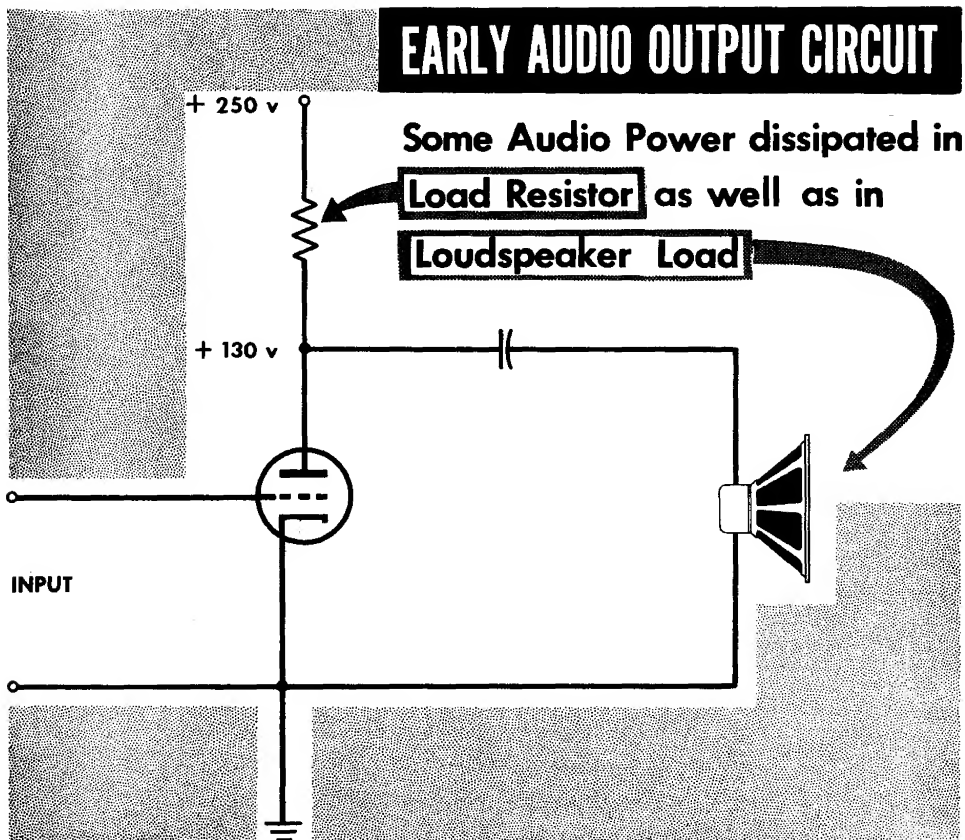 EARLY AUDIO OUTPUT CIRCUIT
+ 250 v
Some Audio Power dissipated in
Load Resistor as well as in
Loudspeaker Load
+ 130 v
INPUT